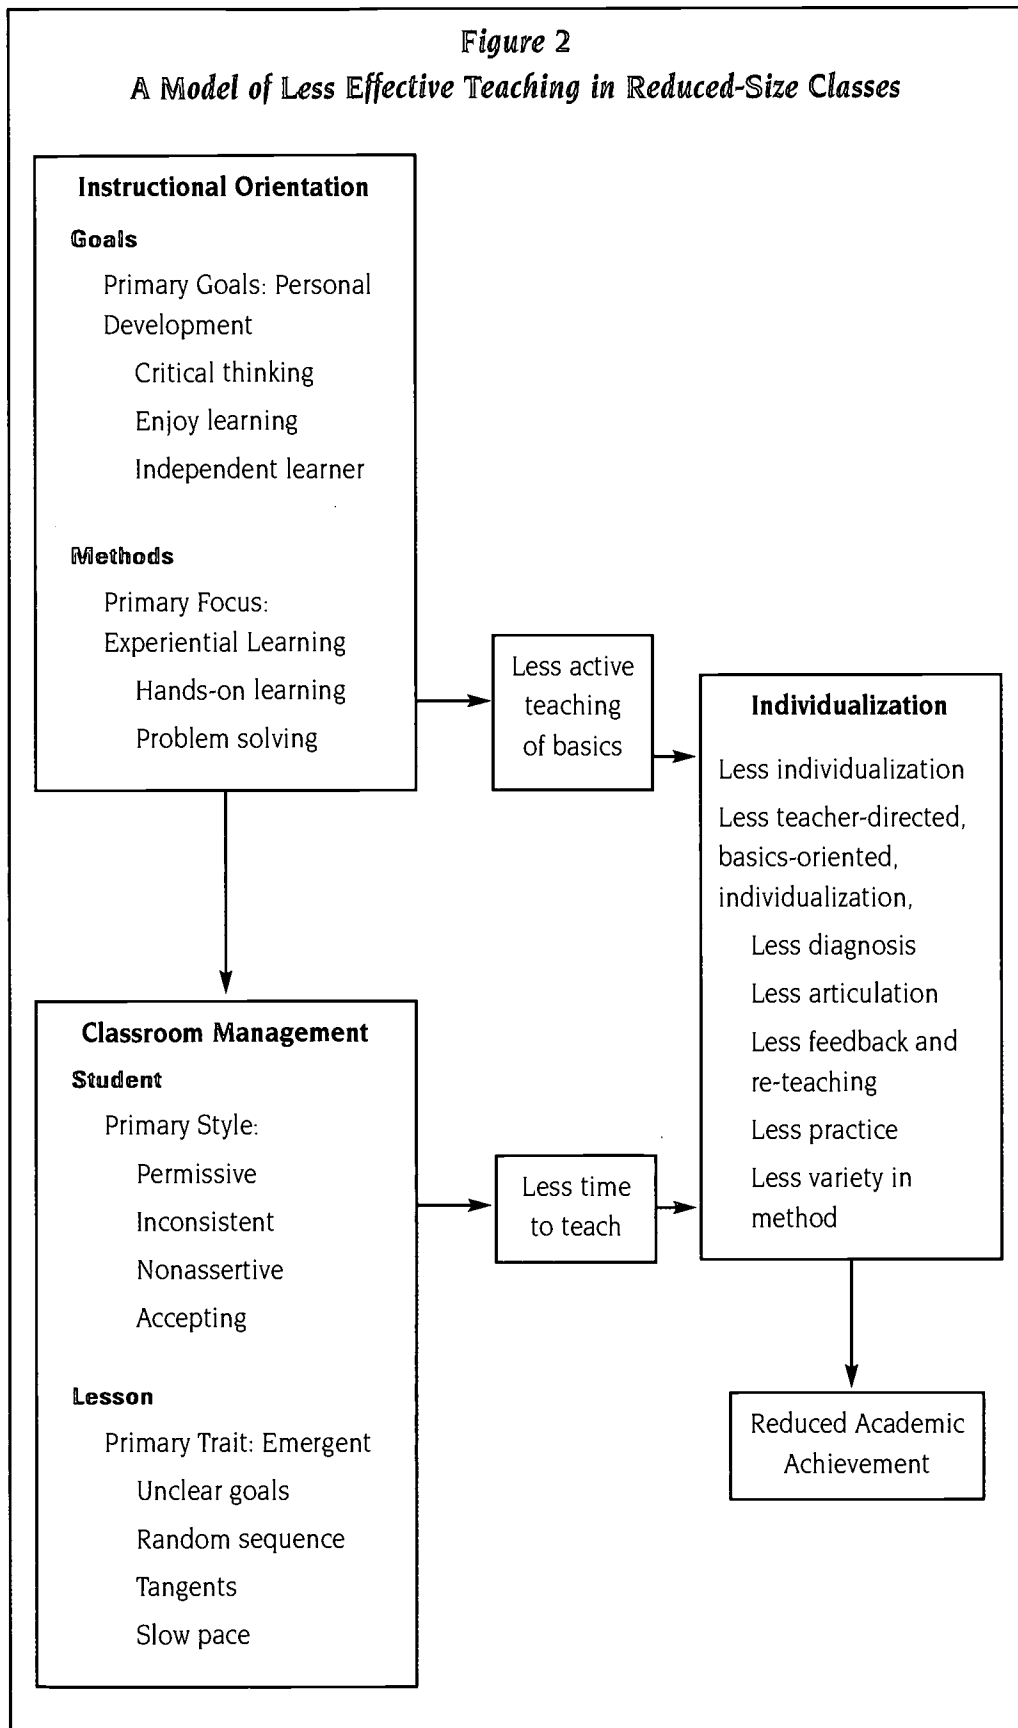 Figure 2
A Model of Less Effective Teaching in Reduced-Size Classes
Instructional Orientation
Goals
Primary Goals: Personal
Development
Critical thinking
Enjoy learning
Independent learner
Methods
Primary Focus:
Experiential Learning
Hands-on learning
Problem solving
Less active
teaching
of basics
Individualization
Less individualization
Less teacher-directed,
basics-oriented,
individualization,
Less diagnosis
Less articulation
Less feedback and
re-teaching
Less practice
Less variety in
method
Classroom Management
Student
Primary Style:
Permissive
Inconsistent
Nonassertive
Accepting
Lesson
Primary Trait: Emergent
Unclear goals
Random sequence
Tangents
Slow pace
Less time
to teach
Reduced Academic
Achievement